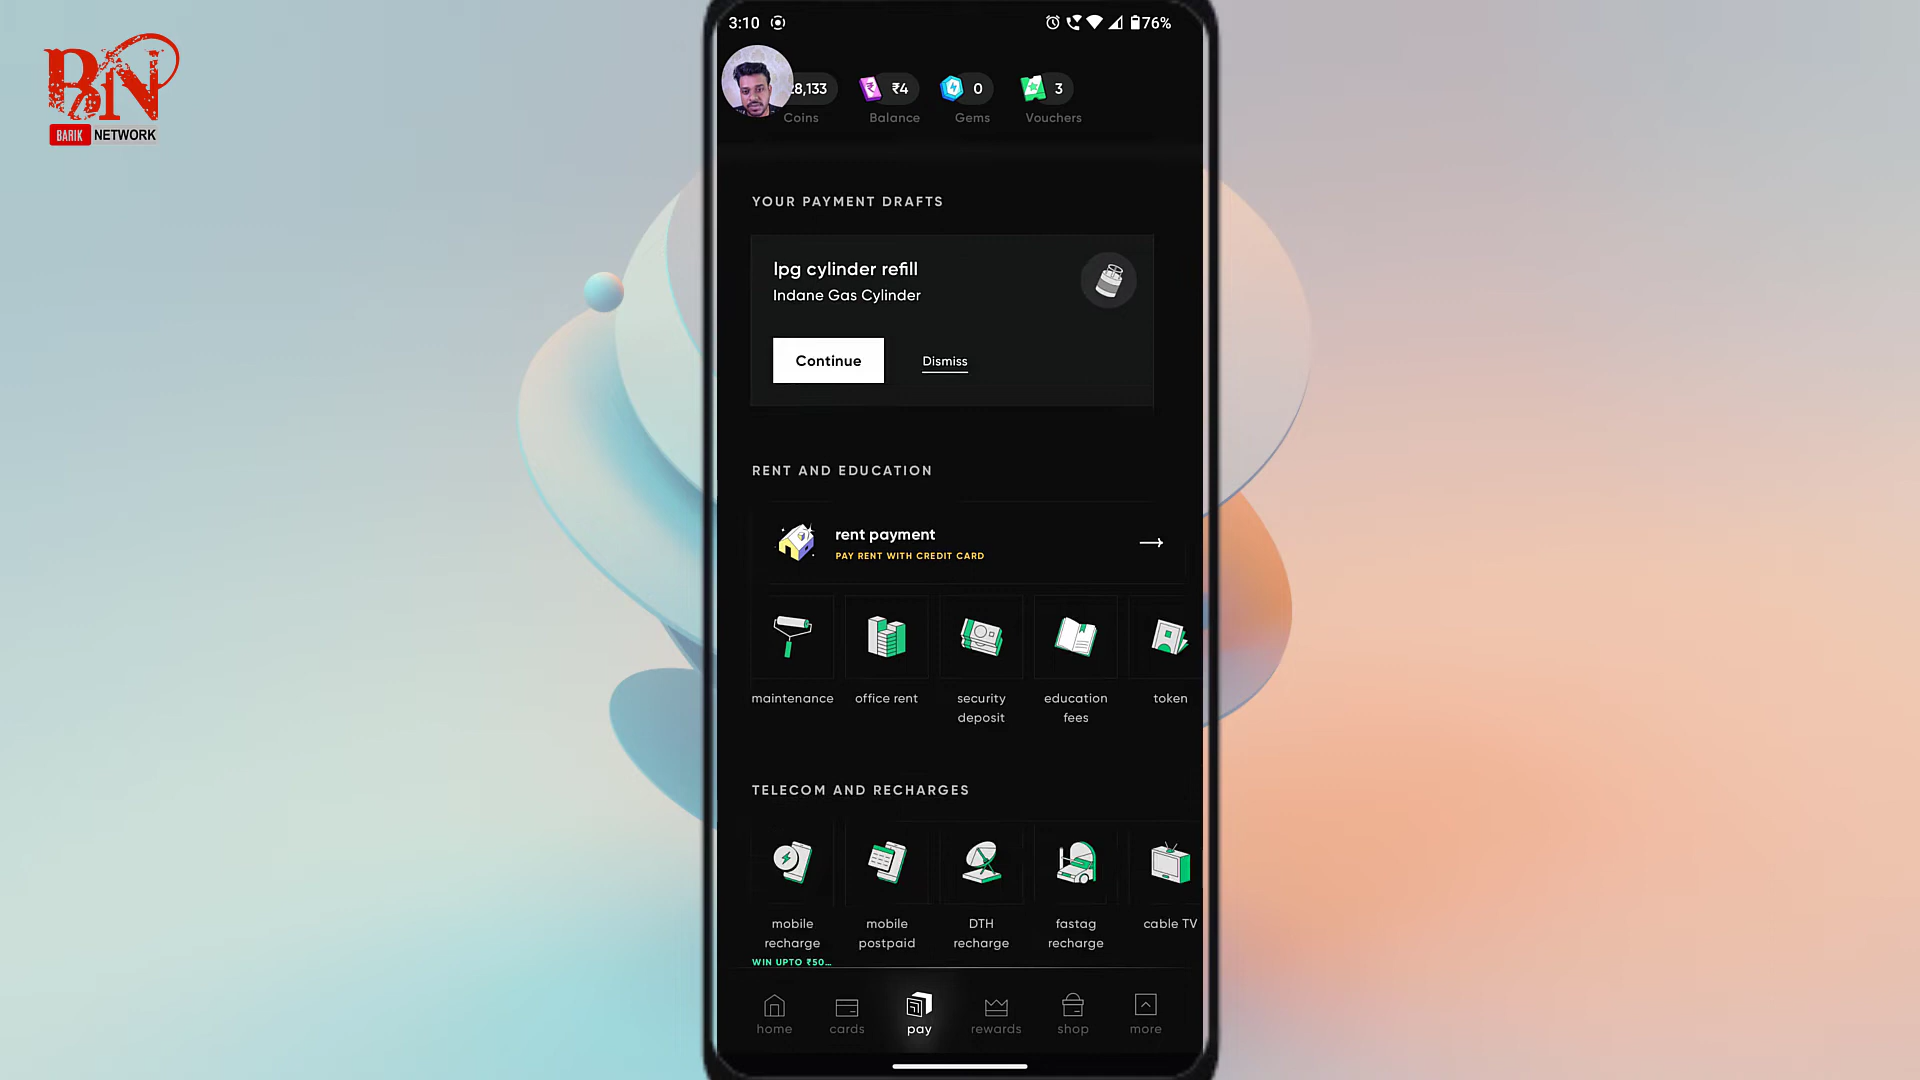 BN
BARIK NETWORK
3:10
76%
8,133
₹4
0
3
Coins
Balance
Gems
Vouchers
YOUR PAYMENT DRAFTS
lpg cylinder refill
Indane Gas Cylinder
Continue
Dismiss
RENT AND EDUCATION
rent payment
PAY RENT WITH CREDIT CARD
maintenance
office rent
security
deposit
education
fees
token
TELECOM AND RECHARGES
mobile
recharge
WIN UPTO ₹50...
mobile
postpaid
DTH
recharge
fastag
recharge
cable TV
home
cards
pay
rewards
shop
more